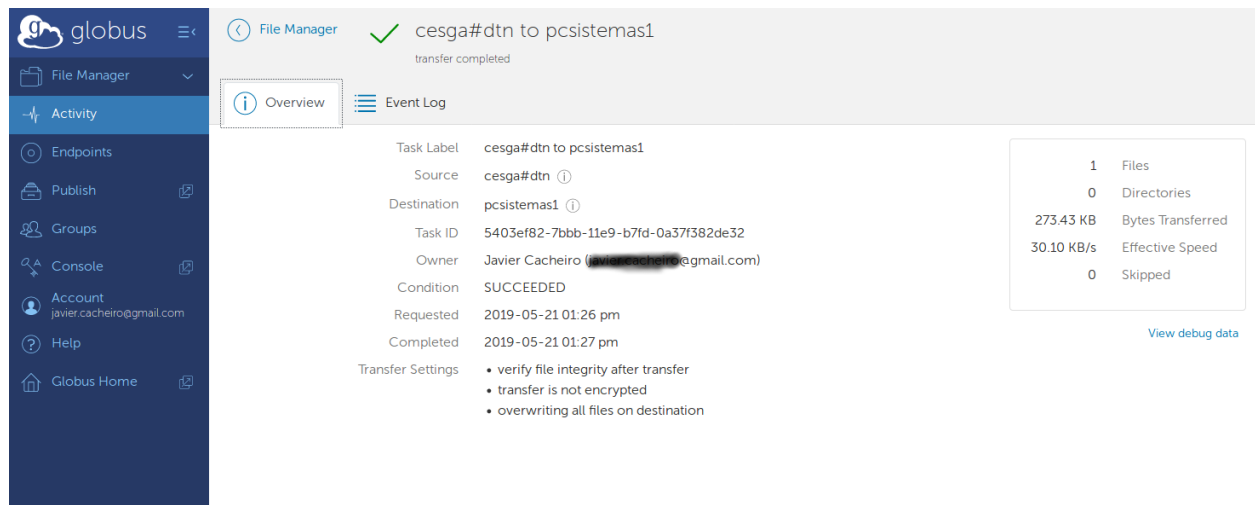 globus
File Manager
Activity
Endpoints
Publish
Groups
Console
Account
javier.cacheiro@gmail.com
Help
Globus Home
File Manager
cesga#dtn to pcsistemas1
transfer completed
Overview
Event Log
Task Label cesga#dtn to pcsistemas1
Source cesga#dtn
Destination pcsistemas1
Task ID 5403ef82-7bbb-11e9-b7fd-0a37f382de32
Owner Javier Cacheiro (@gmail.com)
Condition SUCCEEDED
Requested 2019-05-21 01:26 pm
Completed 2019-05-21 01:27 pm
Transfer Settings • verify file integrity after transfer
• transfer is not encrypted
• overwriting all files on destination
1 Files
0 Directories
273.43 KB Bytes Transferred
30.10 KB/s Effective Speed
0 Skipped
View debug data